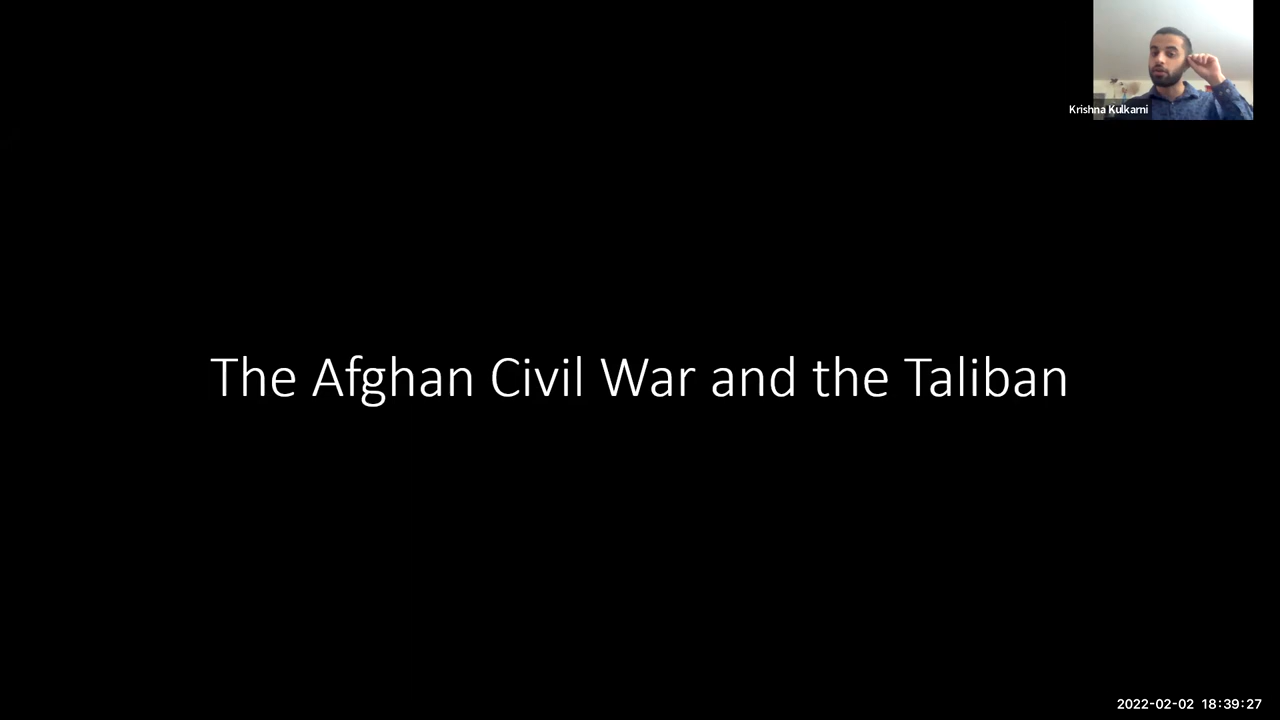 Krishna Kulkarni
The Afghan Civil War and the Taliban
2022-02-02 18:39:27